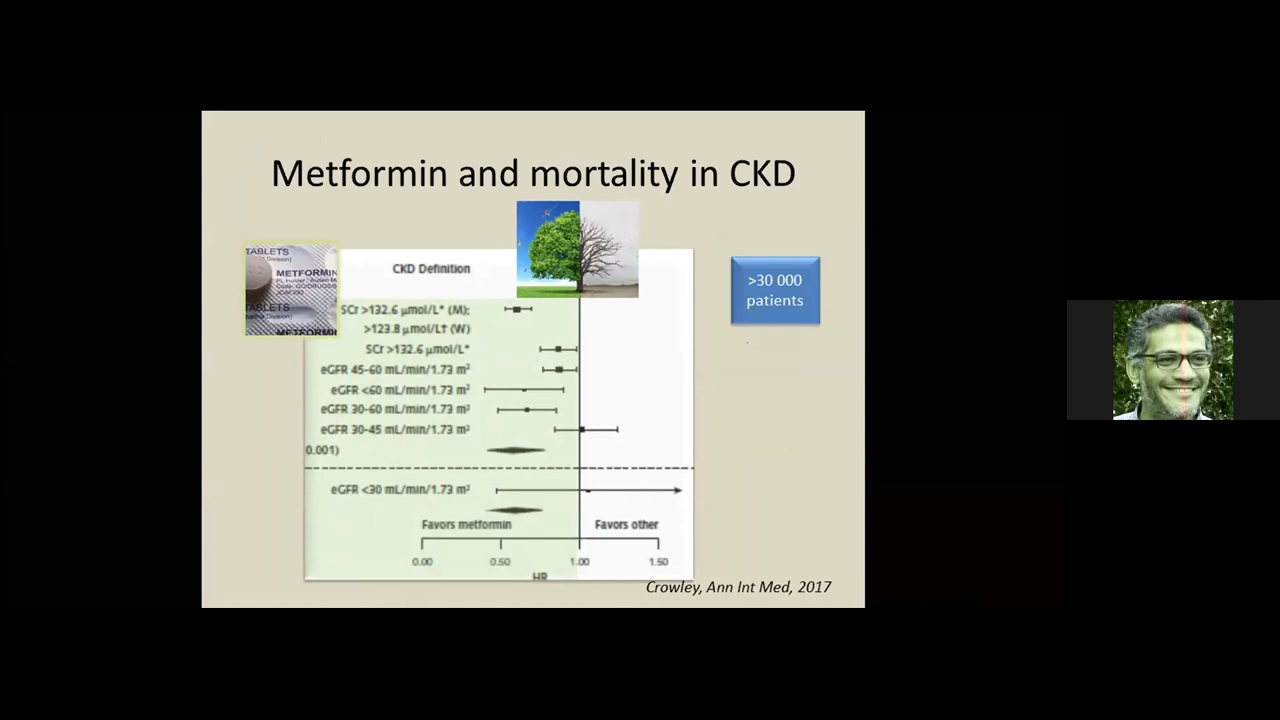 Metformin and mortality in CKD
TABLETS
METFORMIN
TABLETS
METFORMIN
CKD Definition
>30 000
patients
SCr >132.6 µmol/L* (M);
>123.8 µmol/L† (W)
SCr >132.6 µmol/L*
eGFR 45-60 mL/min/1.73 m²
eGFR <60 mL/min/1.73 m²
eGFR 30-60 mL/min/1.73 m²
eGFR 30-45 mL/min/1.73 m²
0.001)
eGFR <30 mL/min/1.73 m²
Favors metformin Favors other
0.00 0.50 1.00 1.50
HR
Crowley, Ann Int Med, 2017